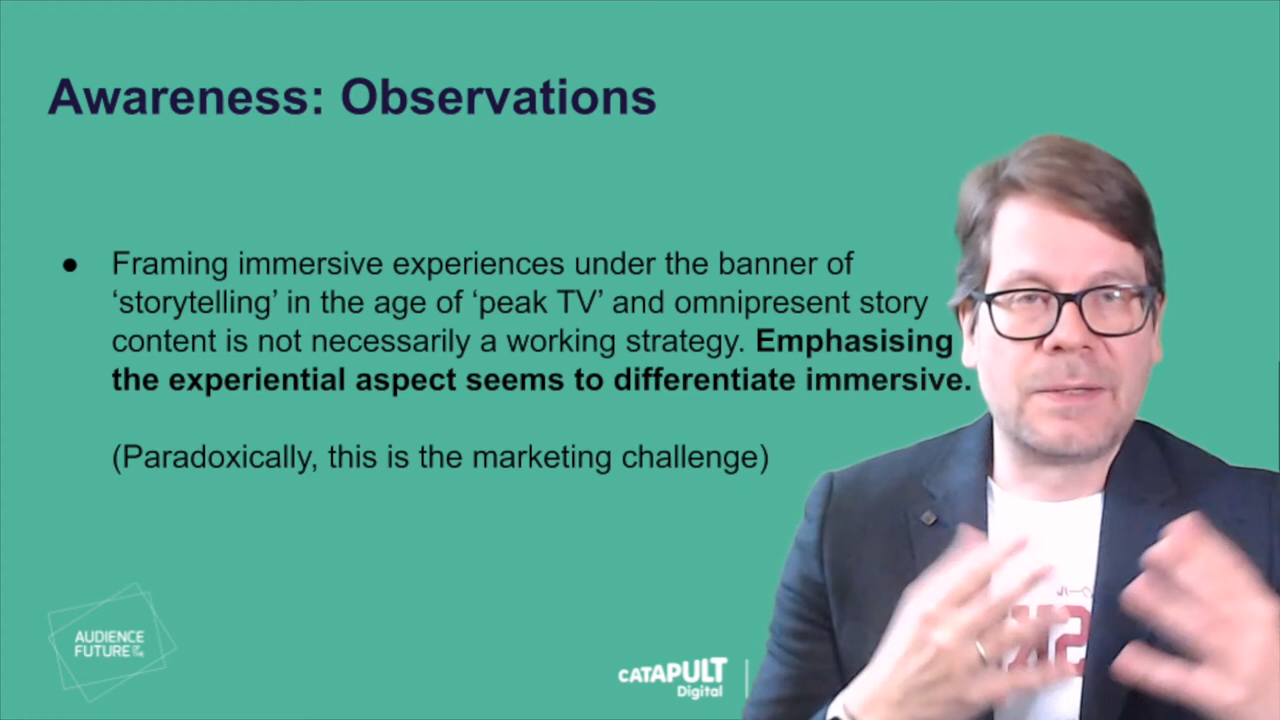 Awareness: Observations
● Framing immersive experiences under the banner of
‘storytelling’ in the age of ‘peak TV’ and omnipresent story
content is not necessarily a working strategy. Emphasising
the experiential aspect seems to differentiate immersive.
(Paradoxically, this is the marketing challenge)
AUDIENCE
FUTURE OF THE
CATAPULT
Digital